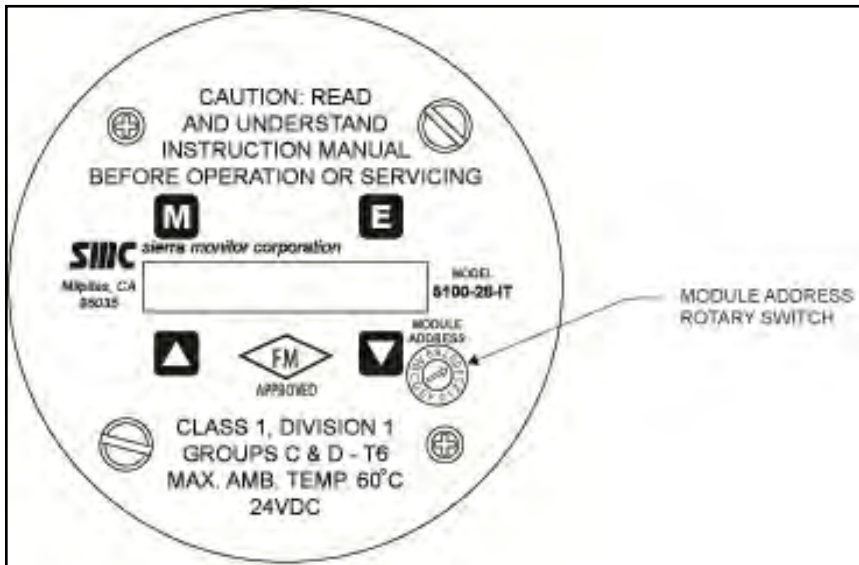 CAUTION: READ
AND UNDERSTAND
INSTRUCTION MANUAL
BEFORE OPERATION OR SERVICING
M
E
SMC sierra monitor corporation
Milpitas, CA
95035
MODEL
5100-28-IT
MODULE
ADDRESS
FM
APPROVED
MODULE ADDRESS
ROTARY SWITCH
CLASS 1, DIVISION 1
GROUPS C & D - T6
MAX. AMB. TEMP. 60°C
24VDC